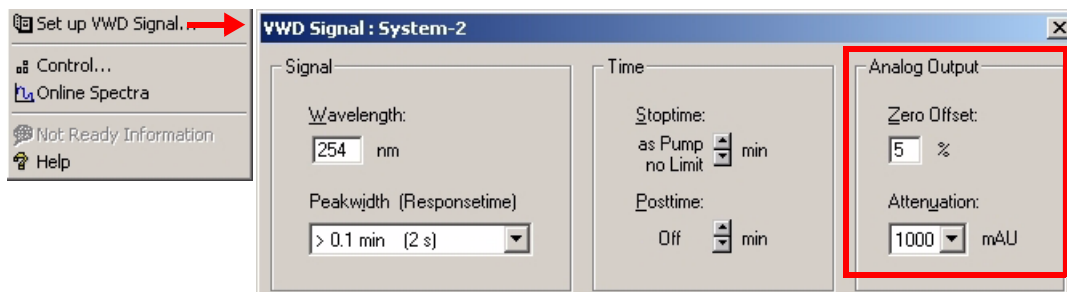 Set up VWD Signal...
Control...
Online Spectra
Not Ready Information
Help
VWD Signal : System-2
Signal
Wavelength:
254 nm
Peakwidth (Responsetime)
> 0.1 min (2 s)
Time
Stoptime:
as Pump
no Limit
min
Posttime:
Off min
Analog Output
Zero Offset:
5 %
Attenuation:
1000 mAU